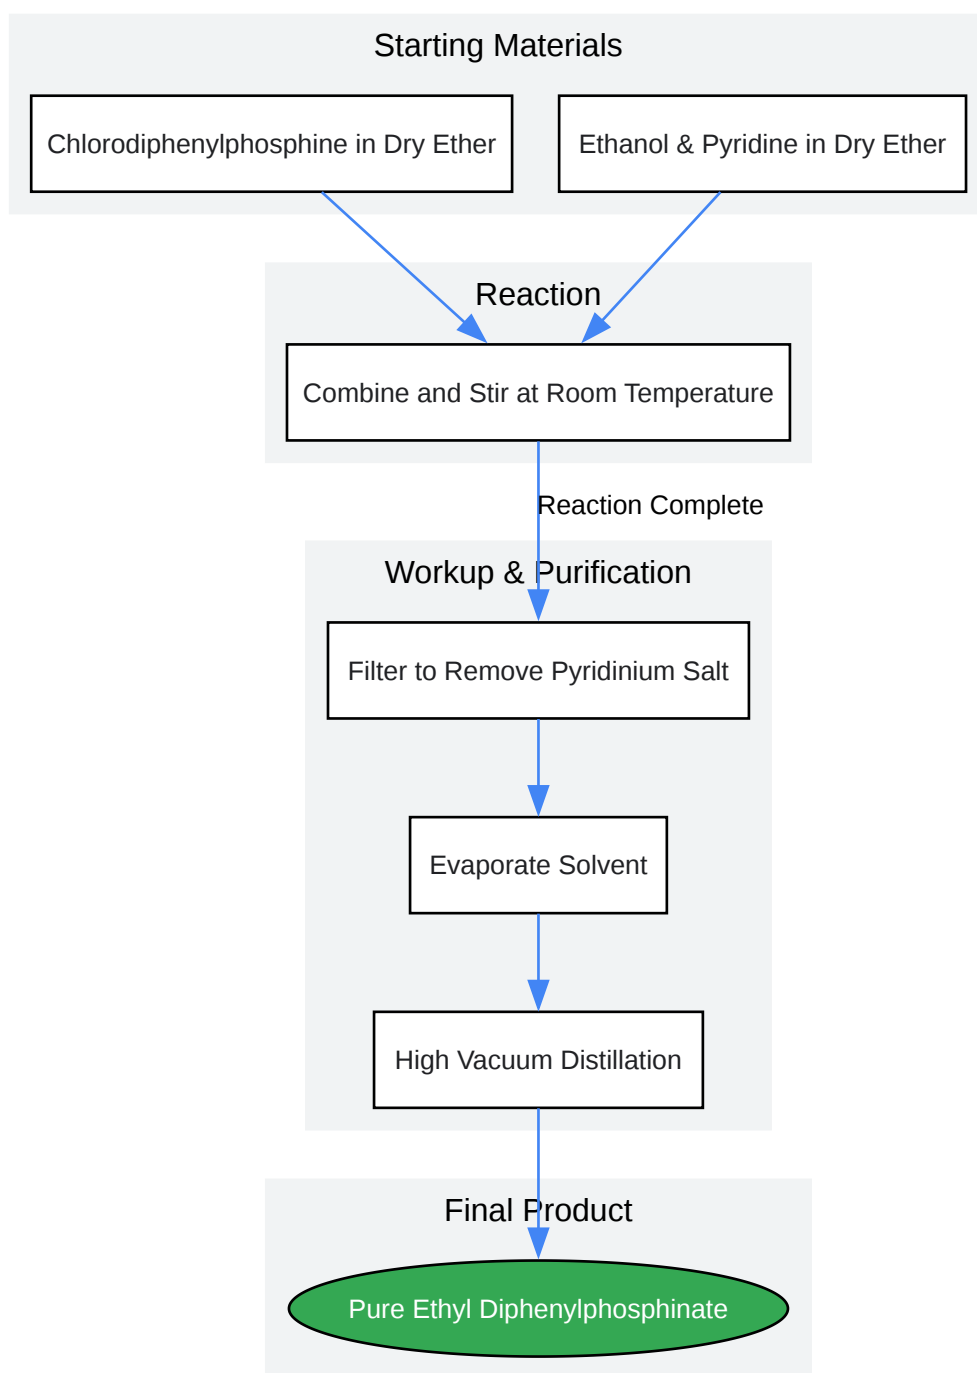 Starting Materials
Chlorodiphenylphosphine in Dry Ether
Ethanol & Pyridine in Dry Ether
Reaction
Combine and Stir at Room Temperature
Reaction Complete
Workup & Purification
Filter to Remove Pyridinium Salt
Evaporate Solvent
High Vacuum Distillation
Final Product
Pure Ethyl Diphenylphosphinate